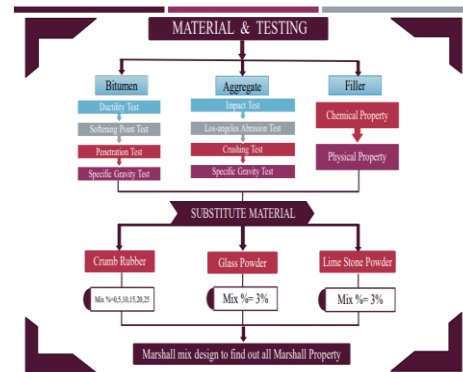 MATERIAL & TESTING
Bitumen
Ductility Test
Softening Point Test
Penetration Test
Specific Gravity Test
Aggregate
Impact Test
Los-angeles Abrasion Test
Crushing Test
Specific Gravity Test
Filler
Chemical Property
Physical Property
SUBSTITUTE MATERIAL
Crumb Rubber
Mix %=0,5,10,15,20,25
Glass Powder
Mix %= 3%
Lime Stone Powder
Mix %= 3%
Marshall mix design to find out all Marshall Property